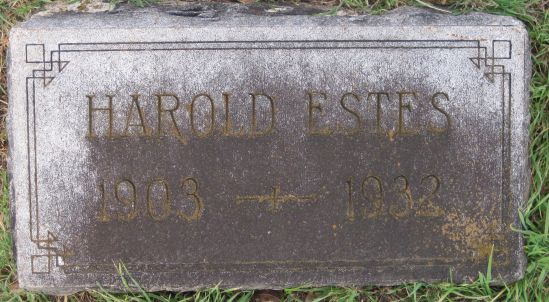 HAROLD ESTES
1903 -+- 1932